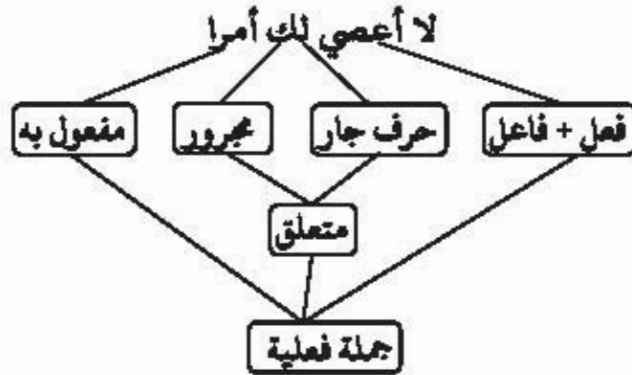 لا أعصي لك أمرا
فعل + فاعل حرف جار مجرور مفعول به
متعلق
جملة فعلية